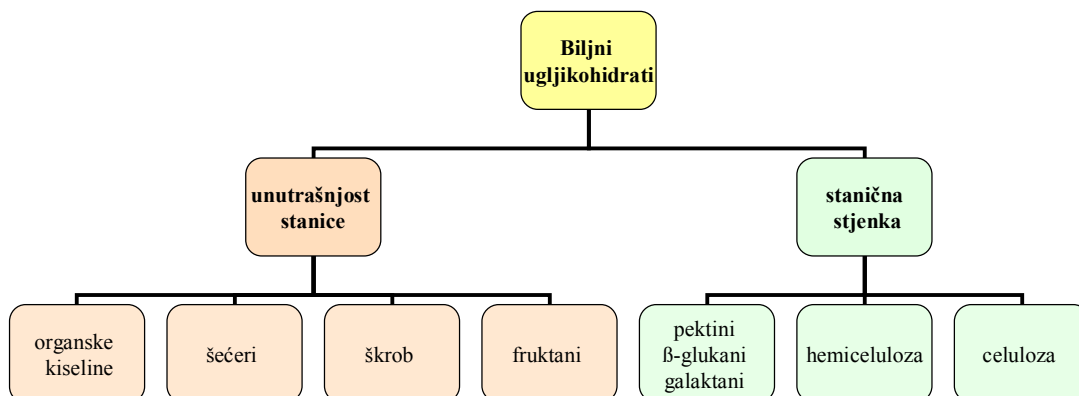 Biljni
ugljikohidrati
unutrašnjost
stanice
stanična
stjenka
organske
kiseline
šećeri
škrob
fruktani
pektini
ß-glukani
galaktani
hemiceluloza
celuloza